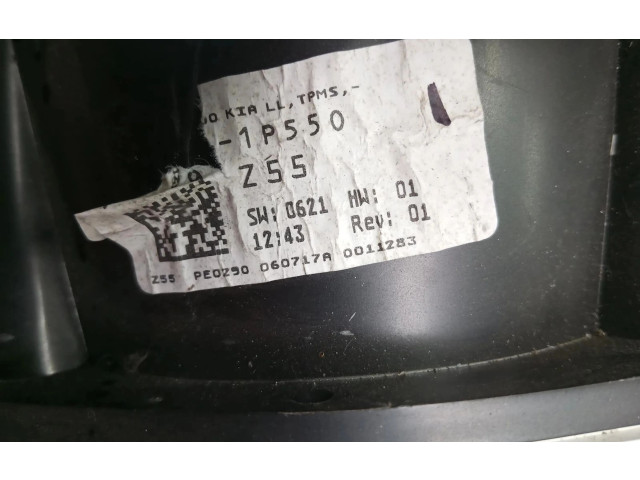 KIA LL,TPMS,-
-1P550
Z55
SW: 0621 HW: 01
12:43 Rev: 01
Z55 PE0Z90 060717A 0011283